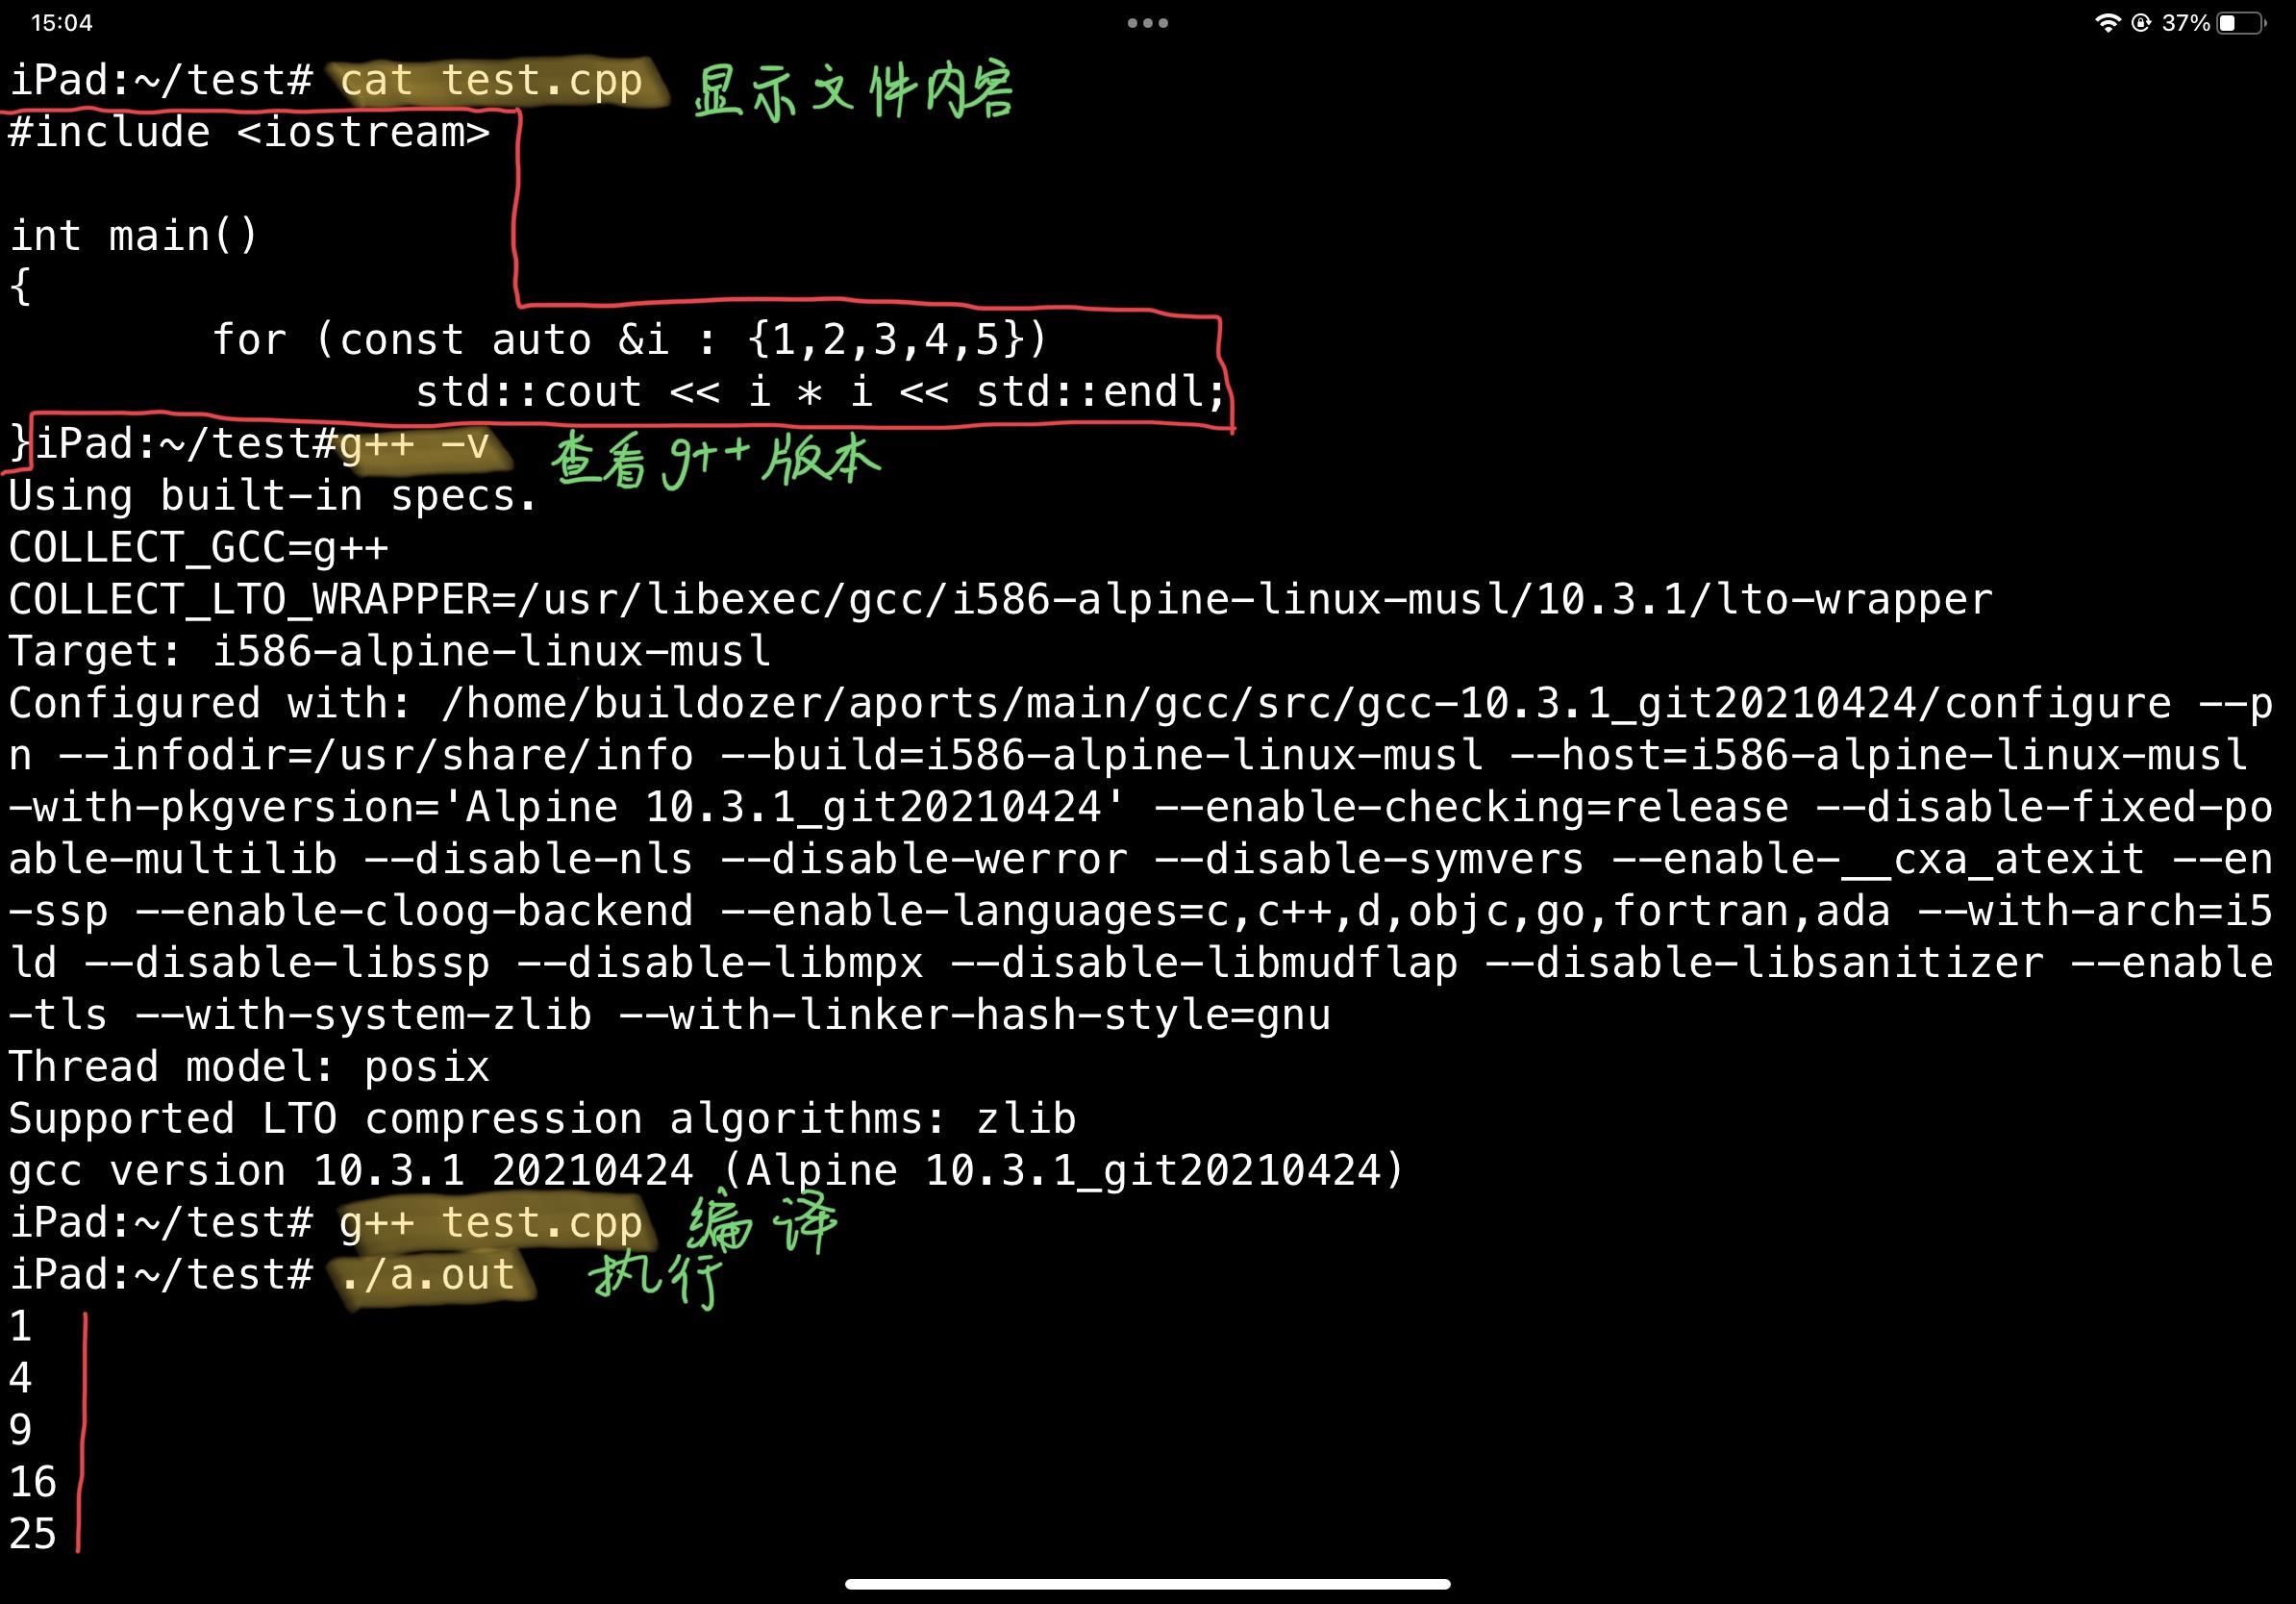 15:04
37%
iPad:~/test# cat test.cpp 显示文件内容
#include <iostream>
int main()
{
for (const auto &i : {1,2,3,4,5})
std::cout << i * i << std::endl;
}iPad:~/test#g++ -v 查看g++版本
Using built-in specs.
COLLECT_GCC=g++
COLLECT_LTO_WRAPPER=/usr/libexec/gcc/i586-alpine-linux-musl/10.3.1/lto-wrapper
Target: i586-alpine-linux-musl
Configured with: /home/buildozer/aports/main/gcc/src/gcc-10.3.1_git20210424/configure --p
n --infodir=/usr/share/info --build=i586-alpine-linux-musl --host=i586-alpine-linux-musl
-with-pkgversion='Alpine 10.3.1_git20210424' --enable-checking=release --disable-fixed-po
able-multilib --disable-nls --disable-werror --disable-symvers --enable-__cxa_atexit --en
-ssp --enable-cloog-backend --enable-languages=c,c++,d,objc,go,fortran,ada --with-arch=i5
ld --disable-libssp --disable-libmpx --disable-libmudflap --disable-libsanitizer --enable
-tls --with-system-zlib --with-linker-hash-style=gnu
Thread model: posix
Supported LTO compression algorithms: zlib
gcc version 10.3.1 20210424 (Alpine 10.3.1_git20210424)
iPad:~/test# g++ test.cpp 编译
iPad:~/test# ./a.out 执行
1
4
9
16
25